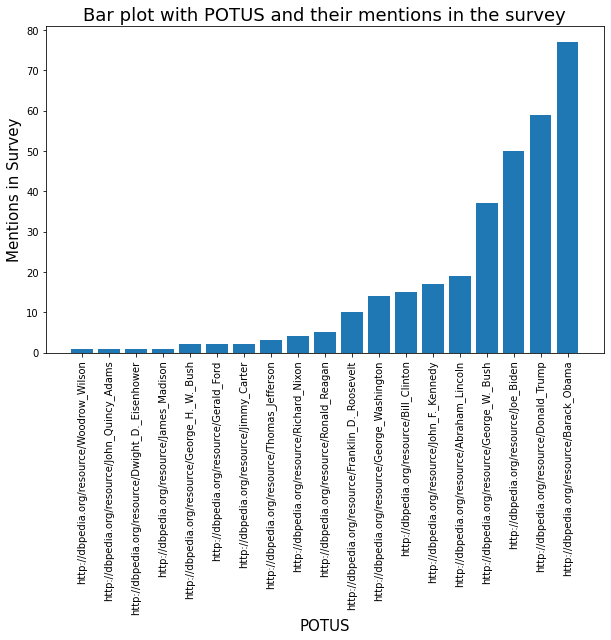 Bar plot with POTUS and their mentions in the survey
Mentions in Survey
80
70
60
50
40
30
20
10
0
http://dbpedia.org/resource/Woodrow_Wilson
http://dbpedia.org/resource/John_Quincy_Adams
http://dbpedia.org/resource/Dwight_D._Eisenhower
http://dbpedia.org/resource/James_Madison
http://dbpedia.org/resource/George_H._W._Bush
http://dbpedia.org/resource/Gerald_Ford
http://dbpedia.org/resource/Jimmy_Carter
http://dbpedia.org/resource/Thomas_Jefferson
http://dbpedia.org/resource/Richard_Nixon
http://dbpedia.org/resource/Ronald_Reagan
http://dbpedia.org/resource/Franklin_D._Roosevelt
http://dbpedia.org/resource/George_Washington
http://dbpedia.org/resource/Bill_Clinton
http://dbpedia.org/resource/John_F._Kennedy
http://dbpedia.org/resource/Abraham_Lincoln
http://dbpedia.org/resource/George_W._Bush
http://dbpedia.org/resource/Joe_Biden
http://dbpedia.org/resource/Donald_Trump
http://dbpedia.org/resource/Barack_Obama
POTUS